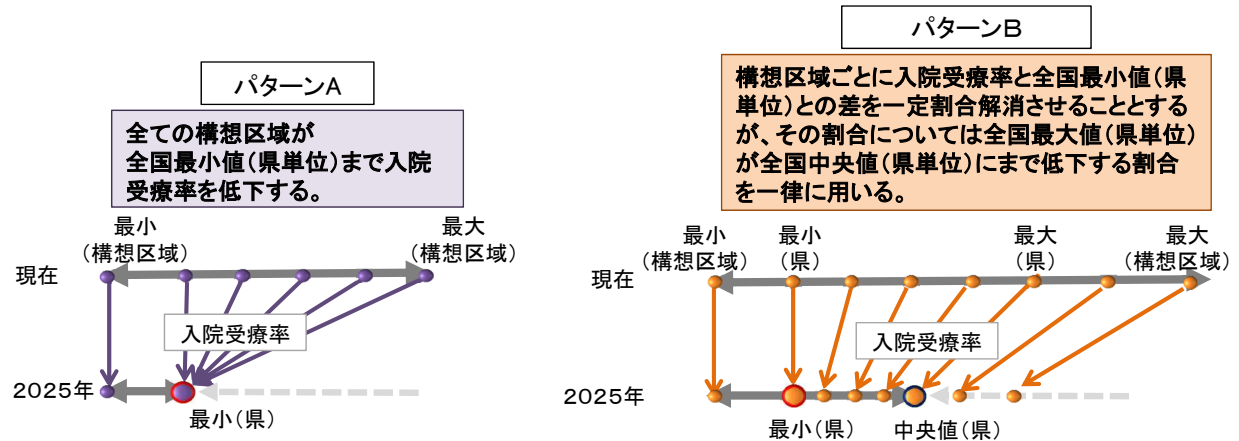 パターンA
全ての構想区域が
全国最小値(県単位)まで入院
受療率を低下する。
最小
(構想区域)
最大
(構想区域)
現在
入院受療率
2025年
最小(県)
パターンB
構想区域ごとに入院受療率と全国最小値(県
単位)との差を一定割合解消させることとする
が、その割合については全国最大値(県単位)
が全国中央値(県単位)にまで低下する割合
を一律に用いる。
最小
(構想区域)
最小
(県)
最大
(県)
最大
(構想区域)
現在
入院受療率
2025年
最小(県)
中央値(県)